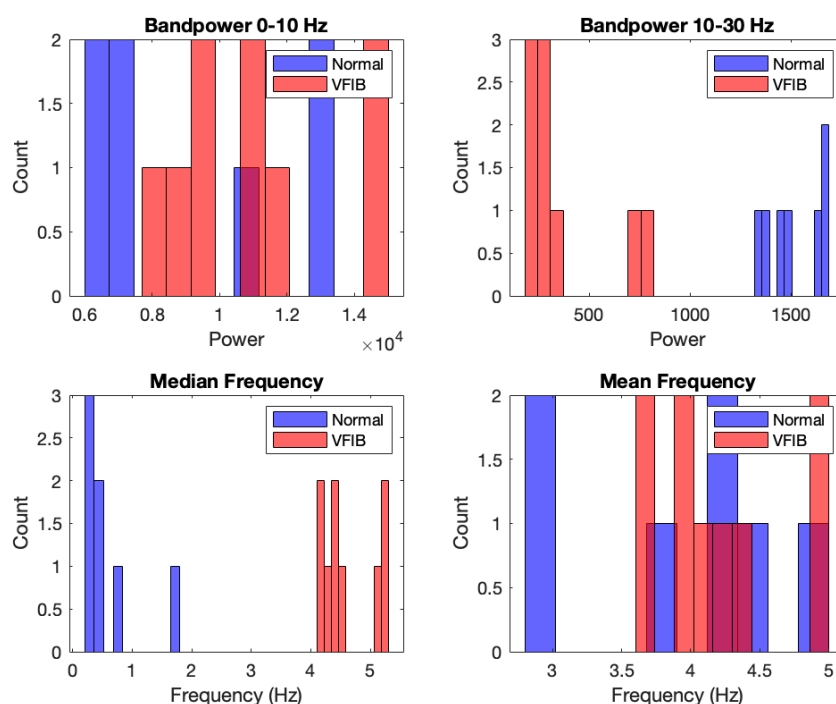 Bandpower 0-10 Hz
Normal
VFIB
2
1.5
1
0.5
0
Count
0.6
0.8
1
1.2
1.4
Power
×10^4
Bandpower 10-30 Hz
Normal
VFIB
3
2.5
2
1.5
1
0.5
0
Count
500
1000
1500
Power
Median Frequency
Normal
VFIB
3
2.5
2
1.5
1
0.5
0
Count
0
1
2
3
4
5
Frequency (Hz)
Mean Frequency
Normal
VFIB
2
1.5
1
0.5
0
Count
3
3.5
4
4.5
5
Frequency (Hz)